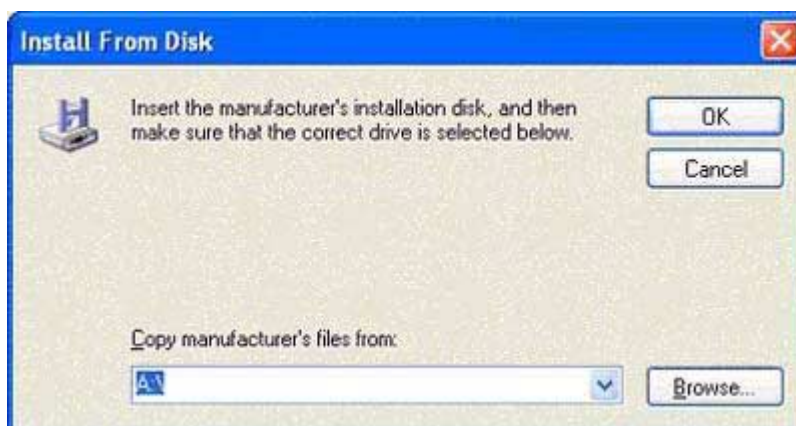 Install From Disk
Insert the manufacturer's installation disk, and then
make sure that the correct drive is selected below.
OK
Cancel
Copy manufacturer's files from:
A:\
Browse...